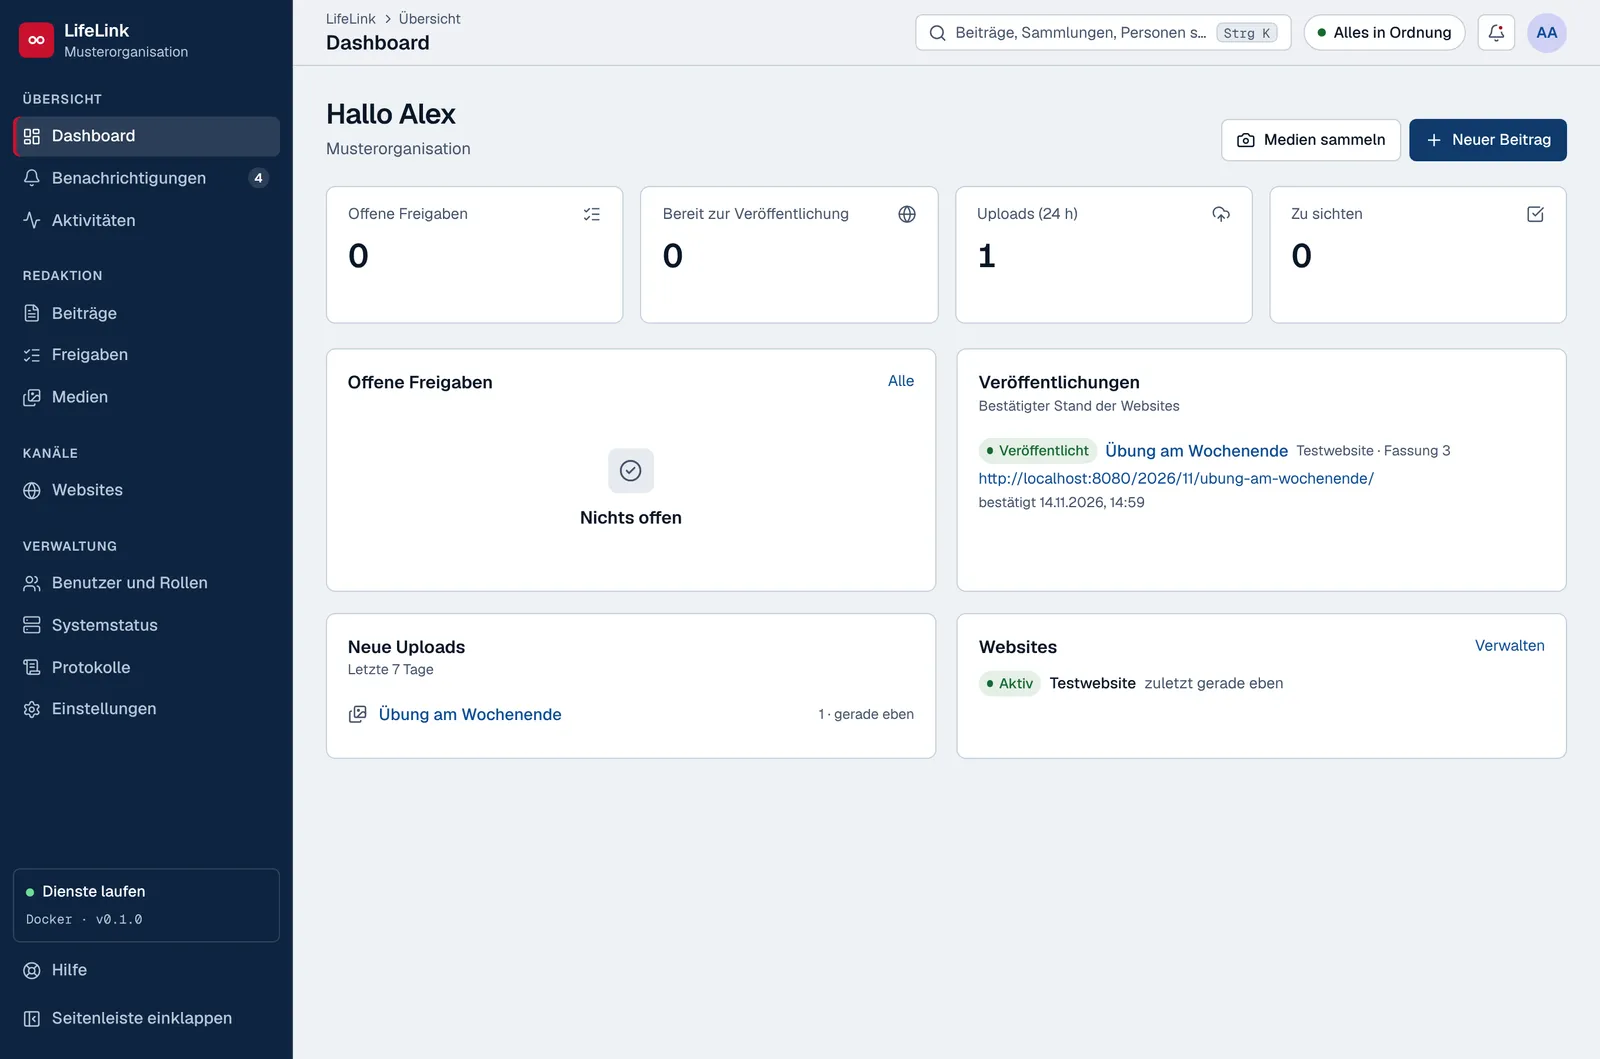 LifeLink
Musterorganisation
ÜBERSICHT
Dashboard
Benachrichtigungen 4
Aktivitäten
REDAKTION
Beiträge
Freigaben
Medien
KANÄLE
Websites
VERWALTUNG
Benutzer und Rollen
Systemstatus
Protokolle
Einstellungen
Dienste laufen
Docker · v0.1.0
Hilfe
Seitenleiste einklappen
LifeLink > Übersicht
Dashboard
Beiträge, Sammlungen, Personen s... Strg K
Alles in Ordnung
AA
Hallo Alex
Musterorganisation
Medien sammeln
+ Neuer Beitrag
Offene Freigaben
0
Bereit zur Veröffentlichung
0
Uploads (24 h)
1
Zu sichten
0
Offene Freigaben
Alle
Nichts offen
Veröffentlichungen
Bestätigter Stand der Websites
Veröffentlicht Übung am Wochenende Testwebsite · Fassung 3
http://localhost:8080/2026/11/ubung-am-wochenende/
bestätigt 14.11.2026, 14:59
Neue Uploads
Letzte 7 Tage
Übung am Wochenende 1 · gerade eben
Websites
Verwalten
Aktiv Testwebsite zuletzt gerade eben